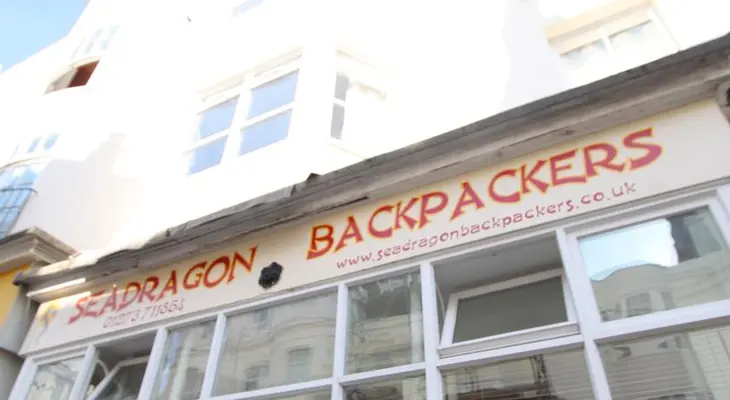 SEADRAGON BACKPACKERS
01273 711854 www.seadragonbackpackers.co.uk